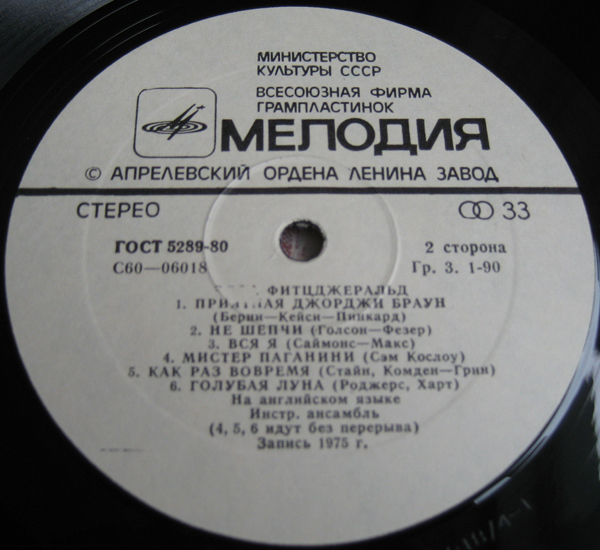 МИНИСТЕРСТВО
КУЛЬТУРЫ СССР
ВСЕСОЮЗНАЯ ФИРМА
ГРАМПЛАСТИНОК
МЕЛОДИЯ
© АПРЕЛЕВСКИЙ ОРДЕНА ЛЕНИНА ЗАВОД
СТЕРЕО 33
ГОСТ 5289-80 2 сторона
С60—06018 Гр. 3. 1-90
ФИТЦДЖЕРАЛЬД
1. ПРИЯТНАЯ ДЖОРДЖИ БРАУН
(Берни—Кейси—Пинкард)
2. НЕ ШЕПЧИ (Голсон—Фезер)
3. ВСЯ Я (Саймонс—Макс)
4. МИСТЕР ПАГАНИНИ (Сэм Кослоу)
5. КАК РАЗ ВОВРЕМЯ (Стайн, Комден—Грин)
6. ГОЛУБАЯ ЛУНА (Роджерс, Харт)
На английском языке
Инстр. ансамбль
(4, 5, 6 идут без перерыва)
Запись 1975 г.